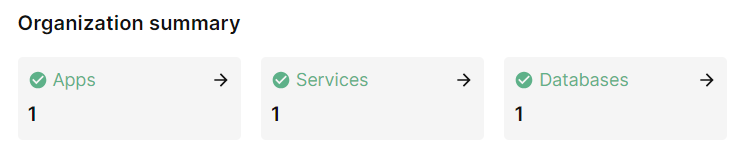 Organization summary
Apps
1
Services
1
Databases
1